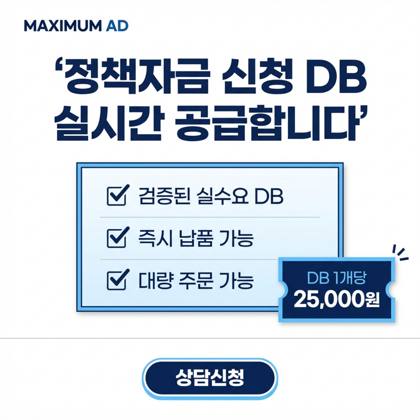 MAXIMUM AD
‘정책자금 신청 DB
실시간 공급합니다’
검증된 실수요 DB
즉시 납품 가능
대량 주문 가능
DB 1개당
25,000원
상담신청